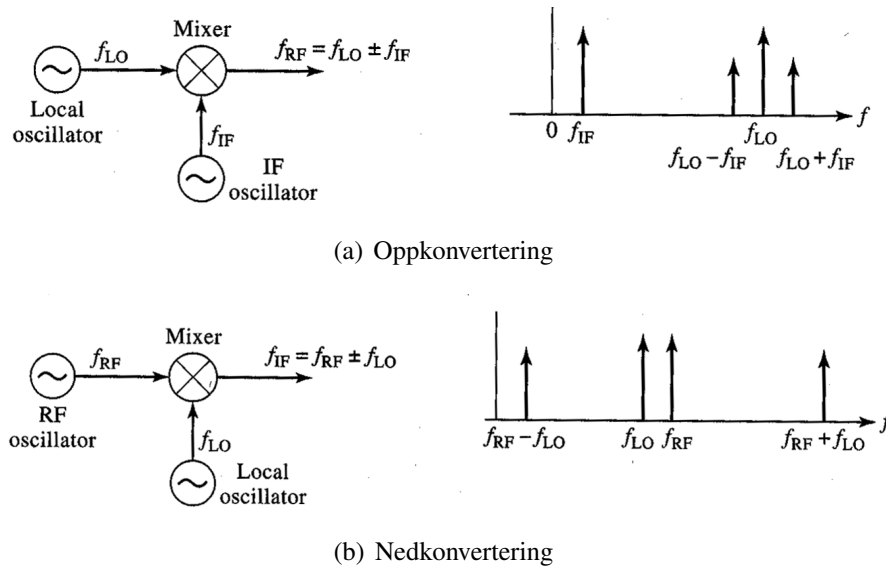 Mixer
f_LO
f_RF = f_LO ± f_IF
Local
oscillator
f_IF
IF
oscillator
0
f_IF
f_LO
f
f_LO − f_IF
f_LO + f_IF
(a) Oppkonvertering
Mixer
f_RF
f_IF = f_RF ± f_LO
RF
oscillator
f_LO
Local
oscillator
f_RF − f_LO
f_LO
f_RF
f_RF + f_LO
f
(b) Nedkonvertering